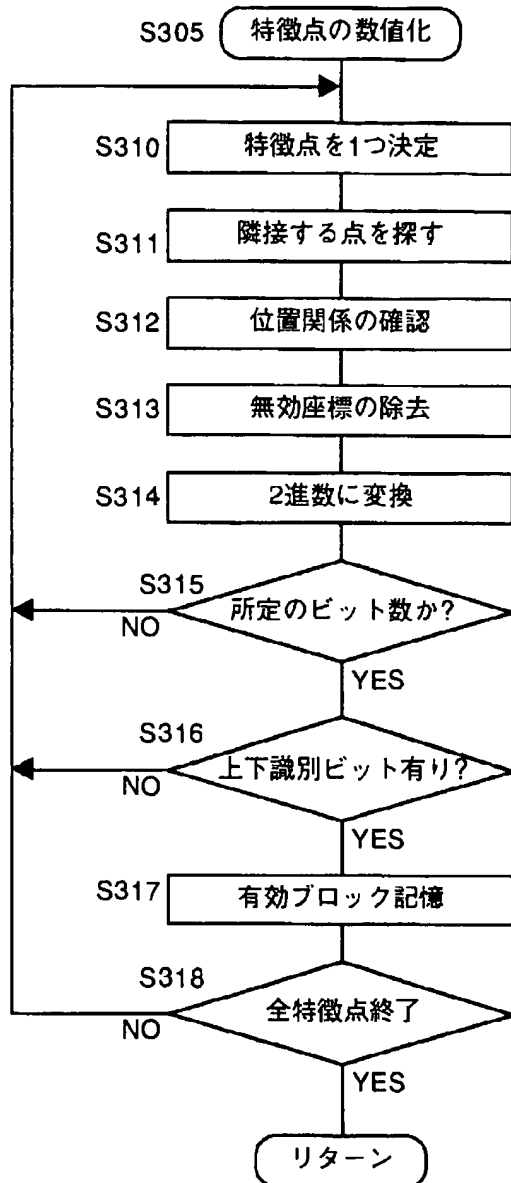 S305 特徴点の数値化
S310 特徴点を1つ決定
S311 隣接する点を探す
S312 位置関係の確認
S313 無効座標の除去
S314 2進数に変換
S315
所定のビット数か?
NO
YES
S316
上下識別ビット有り?
NO
YES
S317 有効ブロック記憶
S318
全特徴点終了
NO
YES
リターン